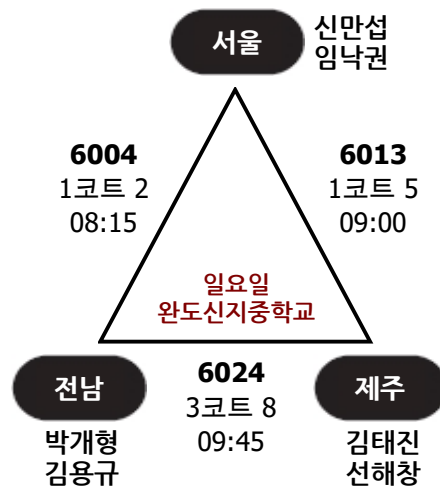 서울
신만섭
임낙권
6004
1코트 2
08:15
6013
1코트 5
09:00
일요일
완도신지중학교
전남
박개형
김용규
6024
3코트 8
09:45
제주
김태진
선해창